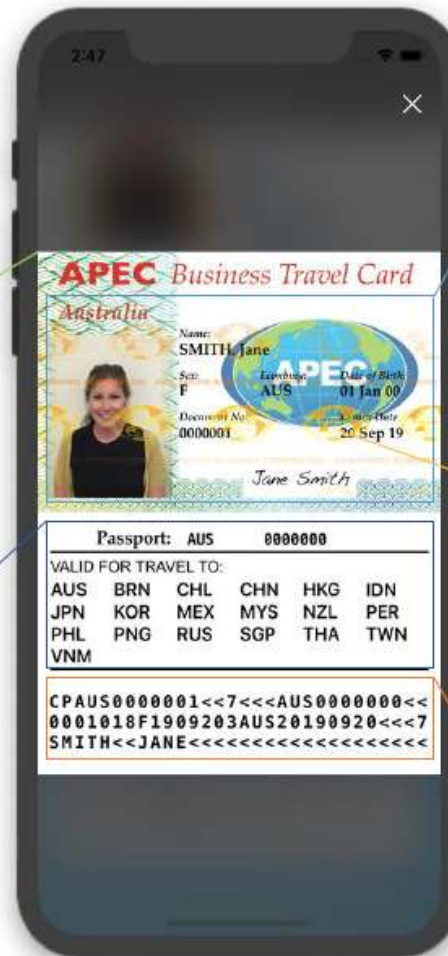 2:47
APEC Business Travel Card
Australia
Name:
SMITH, Jane
Sex: Economy: Date of Birth:
F AUS 01 Jan 00
Document No:
0000001 20 Sep 19
APEC
Jane Smith
Passport: AUS 0000000
VALID FOR TRAVEL TO:
AUS BRN CHL CHN HKG IDN
JPN KOR MEX MYS NZL PER
PHL PNG RUS SGP THA TWN
VNM
CPAUS0000001<<7<<<AUS0000000<<
0001018F1909203AUS20190920<<<7
SMITH<<JANE<<<<<<<<<<<<<<<<<<<